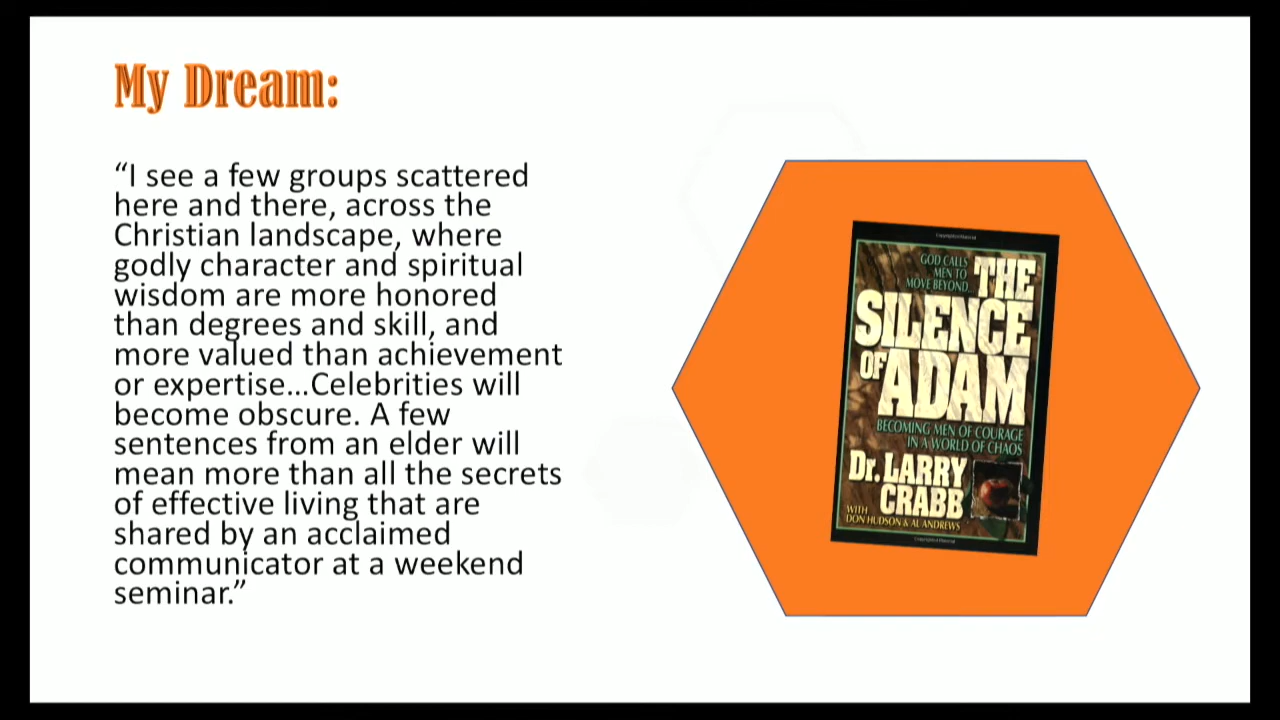 My Dream:
“I see a few groups scattered
here and there, across the
Christian landscape, where
godly character and spiritual
wisdom are more honored
than degrees and skill, and
more valued than achievement
or expertise...Celebrities will
become obscure. A few
sentences from an elder will
mean more than all the secrets
of effective living that are
shared by an acclaimed
communicator at a weekend
seminar.”
Copyrighted Material
GOD CALLS
MEN TO
MOVE BEYOND...
THE
SILENCE
OF ADAM
BECOMING MEN OF COURAGE
IN A WORLD OF CHAOS
Dr. LARRY
CRABB
WITH
DON HUDSON & AL ANDREWS
Copyrighted Material